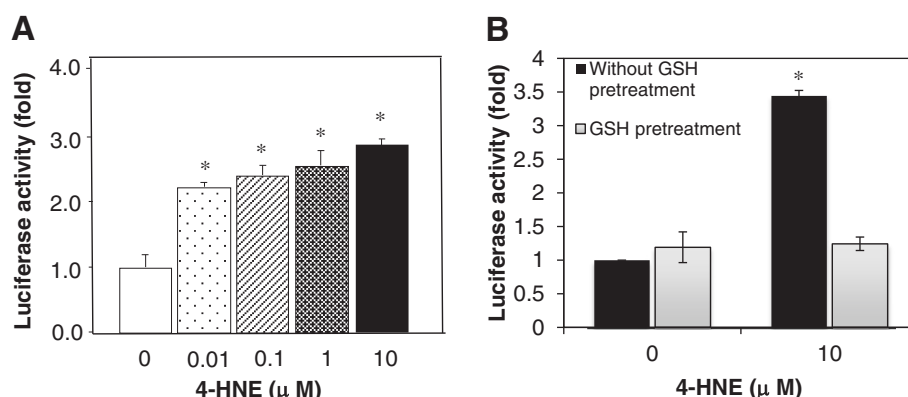 A
Luciferase activity (fold)
4.0
3.0
2.0
1.0
0.0
*
*
*
*
0
0.01
0.1
1
10
4-HNE (μ M)
B
Luciferase activity (fold)
4
3.5
3
2.5
2
1.5
1
0.5
0
Without GSH
pretreatment
GSH pretreatment
*
0
10
4-HNE (μ M)